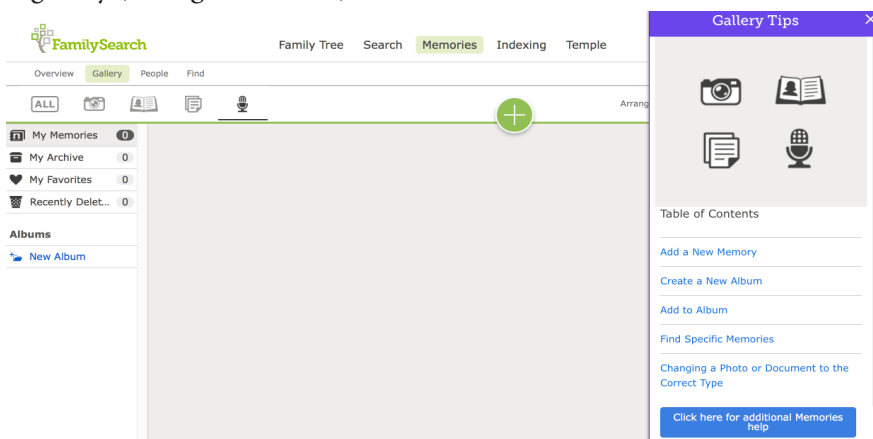 FamilySearch
Family Tree Search Memories Indexing Temple
Overview Gallery People Find
ALL
Arrang
My Memories 0
My Archive 0
My Favorites 0
Recently Delet... 0
Albums
New Album
Gallery Tips
Table of Contents
Add a New Memory
Create a New Album
Add to Album
Find Specific Memories
Changing a Photo or Document to the
Correct Type
Click here for additional Memories
help